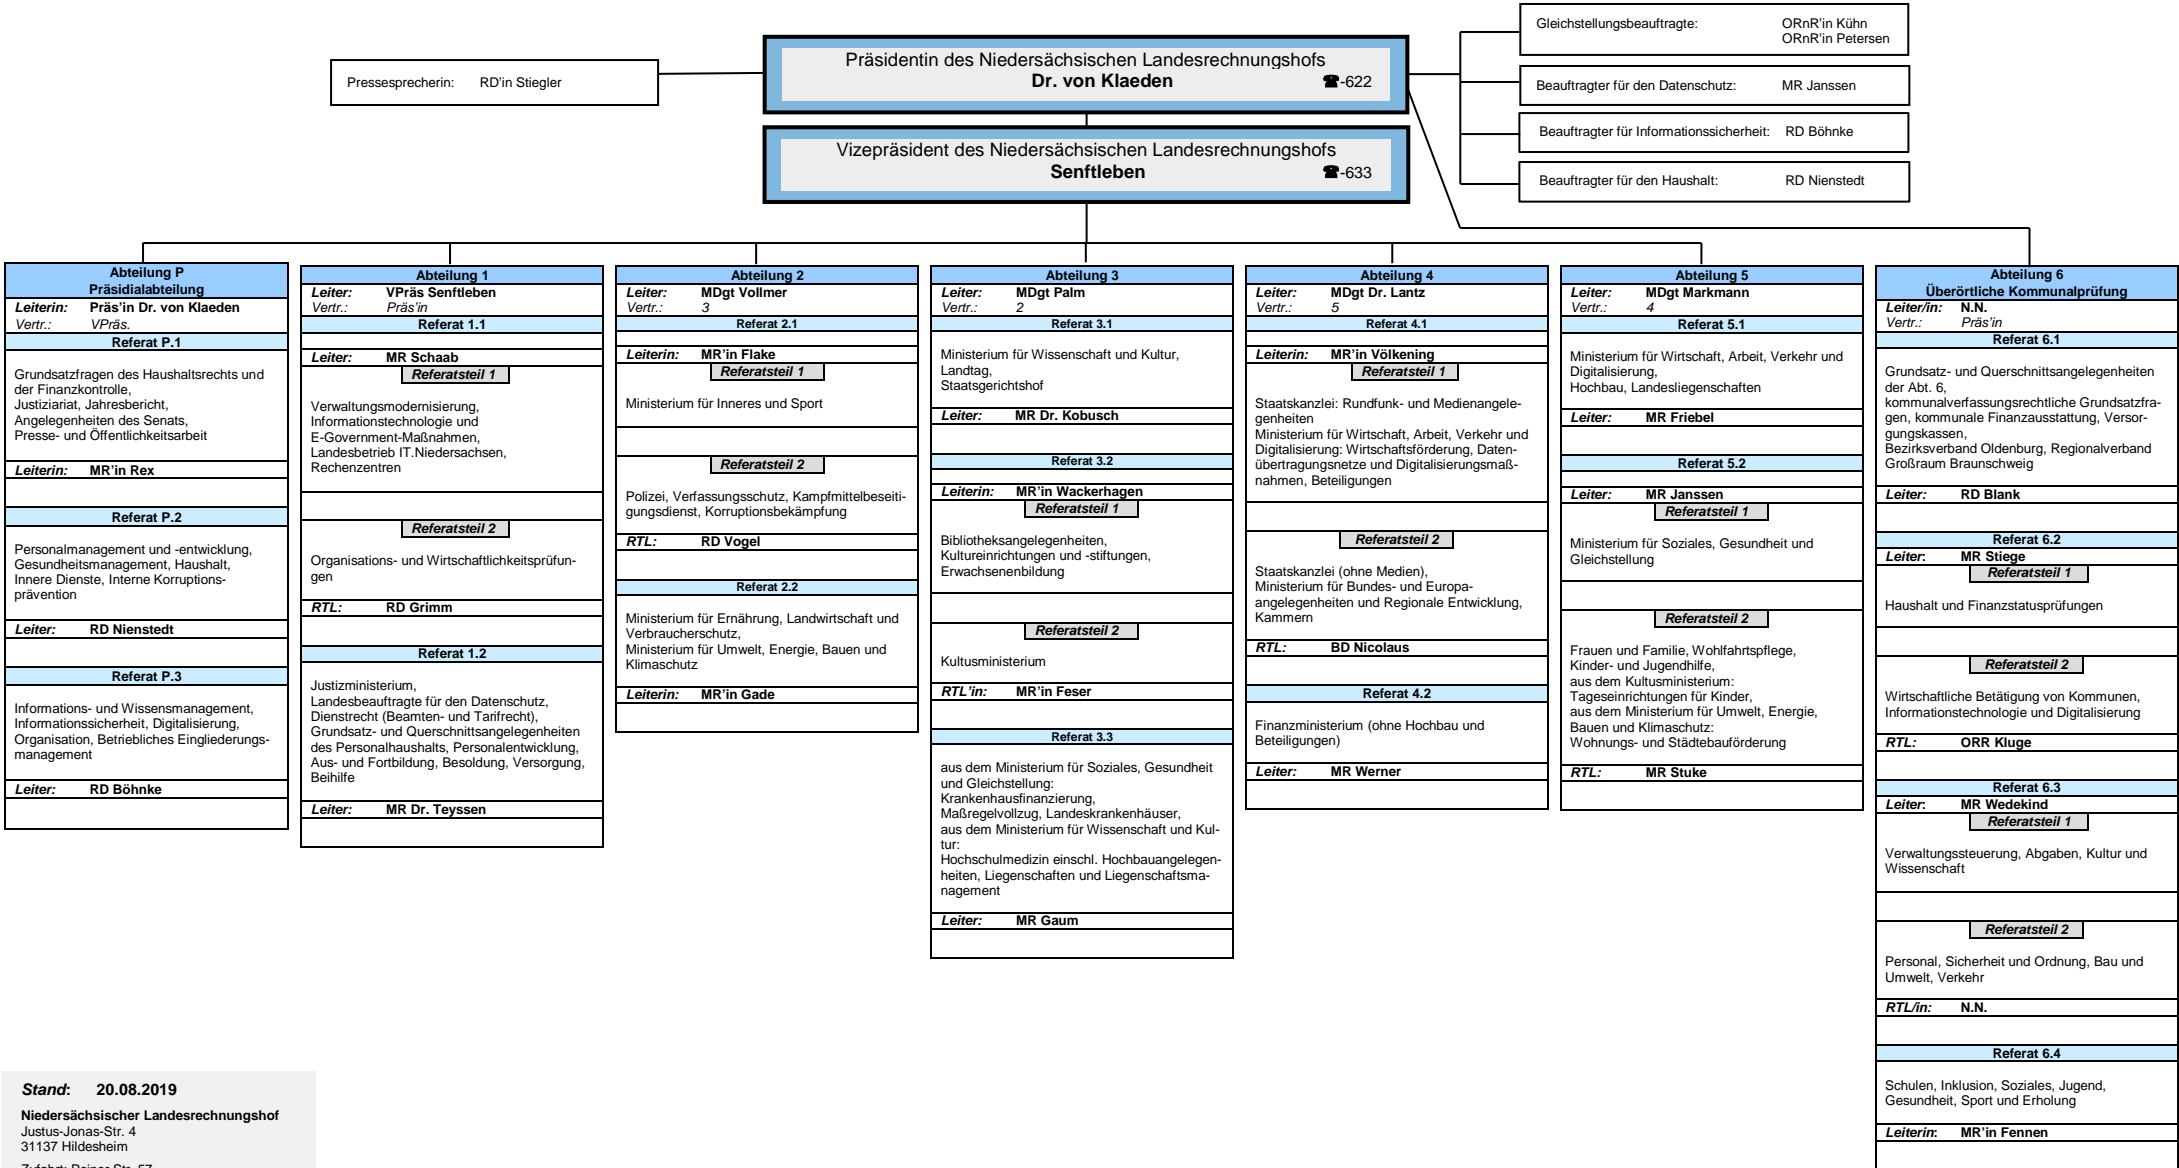 Gleichstellungsbeauftragte: ORnR'in Kühn
ORnR'in Petersen
Präsidentin des Niedersächsischen Landesrechnungshofs
Dr. von Klaeden ☎-622
Pressesprecherin: RD'in Stiegler
Beauftragter für den Datenschutz: MR Janssen
Beauftragter für Informationssicherheit: RD Böhnke
Vizepräsident des Niedersächsischen Landesrechnungshofs
Senftleben ☎-633
Beauftragter für den Haushalt: RD Nienstedt
Abteilung P
Präsidialabteilung
Leiterin: Präs'in Dr. von Klaeden
Vertr.: VPräs.
Referat P.1
Grundsatzfragen des Haushaltsrechts und
der Finanzkontrolle,
Justiziariat, Jahresbericht,
Angelegenheiten des Senats,
Presse- und Öffentlichkeitsarbeit
Leiterin: MR'in Rex
Referat P.2
Personalmanagement und -entwicklung,
Gesundheitsmanagement, Haushalt,
Innere Dienste, Interne Korruptions-
prävention
Leiter: RD Nienstedt
Referat P.3
Informations- und Wissensmanagement,
Informationssicherheit, Digitalisierung,
Organisation, Betriebliches Eingliederungs-
management
Leiter: RD Böhnke
Abteilung 1
Leiter: VPräs Senftleben
Vertr.: Präs'in
Referat 1.1
Leiter: MR Schaab
Referatsteil 1
Verwaltungsmodernisierung,
Informationstechnologie und
E-Government-Maßnahmen,
Landesbetrieb IT.Niedersachsen,
Rechenzentren
Referatsteil 2
Organisations- und Wirtschaftlichkeitsprüfun-
gen
RTL: RD Grimm
Referat 1.2
Justizministerium,
Landesbeauftragte für den Datenschutz,
Dienstrecht (Beamten- und Tarifrecht),
Grundsatz- und Querschnittsangelegenheiten
des Personalhaushalts, Personalentwicklung,
Aus- und Fortbildung, Besoldung, Versorgung,
Beihilfe
Leiter: MR Dr. Teyssen
Abteilung 2
Leiter: MDgt Vollmer
Vertr.: 3
Referat 2.1
Leiterin: MR'in Flake
Referatsteil 1
Ministerium für Inneres und Sport
Referatsteil 2
Polizei, Verfassungsschutz, Kampfmittelbeseiti-
gungsdienst, Korruptionsbekämpfung
RTL: RD Vogel
Referat 2.2
Ministerium für Ernährung, Landwirtschaft und
Verbraucherschutz,
Ministerium für Umwelt, Energie, Bauen und
Klimaschutz
Leiterin: MR'in Gade
Abteilung 3
Leiter: MDgt Palm
Vertr.: 2
Referat 3.1
Ministerium für Wissenschaft und Kultur,
Landtag,
Staatsgerichtshof
Leiter: MR Dr. Kobusch
Referat 3.2
Leiterin: MR'in Wackerhagen
Referatsteil 1
Bibliotheksangelegenheiten,
Kultureinrichtungen und -stiftungen,
Erwachsenenbildung
Referatsteil 2
Kultusministerium
RTL'in: MR'in Feser
Referat 3.3
aus dem Ministerium für Soziales, Gesundheit
und Gleichstellung:
Krankenhausfinanzierung,
Maßregelvollzug, Landeskrankenhäuser,
aus dem Ministerium für Wissenschaft und Kul-
tur:
Hochschulmedizin einschl. Hochbauangelegen-
heiten, Liegenschaften und Liegenschaftsma-
nagement
Leiter: MR Gaum
Abteilung 4
Leiter: MDgt Dr. Lantz
Vertr.: 5
Referat 4.1
Leiterin: MR'in Völkening
Referatsteil 1
Staatskanzlei: Rundfunk- und Medienangele-
genheiten
Ministerium für Wirtschaft, Arbeit, Verkehr und
Digitalisierung: Wirtschaftsförderung, Daten-
übertragungsnetze und Digitalisierungsmaß-
nahmen, Beteiligungen
Referatsteil 2
Staatskanzlei (ohne Medien),
Ministerium für Bundes- und Europa-
angelegenheiten und Regionale Entwicklung,
Kammern
RTL: BD Nicolaus
Referat 4.2
Finanzministerium (ohne Hochbau und
Beteiligungen)
Leiter: MR Werner
Abteilung 5
Leiter: MDgt Markmann
Vertr.: 4
Referat 5.1
Ministerium für Wirtschaft, Arbeit, Verkehr und
Digitalisierung,
Hochbau, Landesliegenschaften
Leiter: MR Friebel
Referat 5.2
Leiter: MR Janssen
Referatsteil 1
Ministerium für Soziales, Gesundheit und
Gleichstellung
Referatsteil 2
Frauen und Familie, Wohlfahrtspflege,
Kinder- und Jugendhilfe,
aus dem Kultusministerium:
Tageseinrichtungen für Kinder,
aus dem Ministerium für Umwelt, Energie,
Bauen und Klimaschutz:
Wohnungs- und Städtebauförderung
RTL: MR Stuke
Abteilung 6
Überörtliche Kommunalprüfung
Leiter/in: N.N.
Vertr.: Präs'in
Referat 6.1
Grundsatz- und Querschnittsangelegenheiten
der Abt. 6,
kommunalverfassungsrechtliche Grundsatzfra-
gen, kommunale Finanzausstattung, Versor-
gungskassen,
Bezirksverband Oldenburg, Regionalverband
Großraum Braunschweig
Leiter: RD Blank
Referat 6.2
Leiter: MR Stiege
Referatsteil 1
Haushalt und Finanzstatusprüfungen
Referatsteil 2
Wirtschaftliche Betätigung von Kommunen,
Informationstechnologie und Digitalisierung
RTL: ORR Kluge
Referat 6.3
Leiter: MR Wedekind
Referatsteil 1
Verwaltungssteuerung, Abgaben, Kultur und
Wissenschaft
Referatsteil 2
Personal, Sicherheit und Ordnung, Bau und
Umwelt, Verkehr
RTL/in: N.N.
Referat 6.4
Schulen, Inklusion, Soziales, Jugend,
Gesundheit, Sport und Erholung
Leiterin: MR'in Fennen
Stand: 20.08.2019
Niedersächsischer Landesrechnungshof
Justus-Jonas-Str. 4
31137 Hildesheim
Zufahrt: Peiner Str. 57